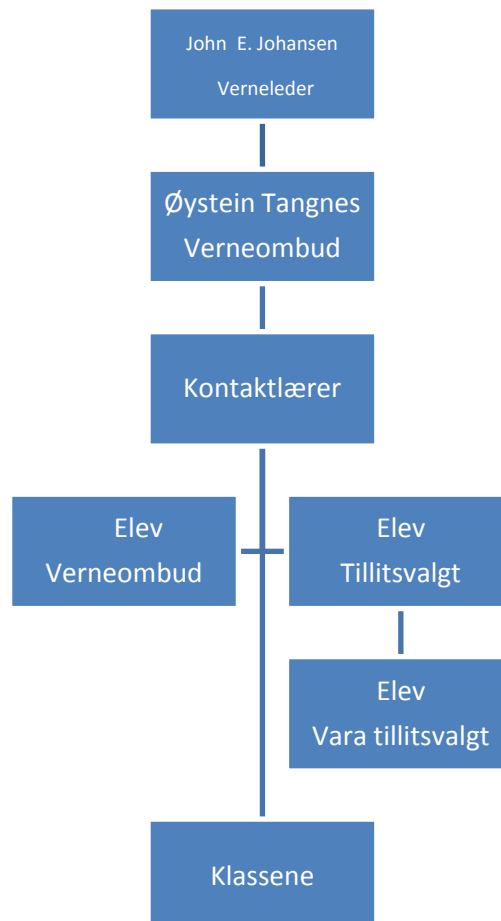 John E. Johansen
Verneleder
Øystein Tangnes
Verneombud
Kontaktlærer
Elev
Verneombud
Elev
Tillitsvalgt
Elev
Vara tillitsvalgt
Klassene